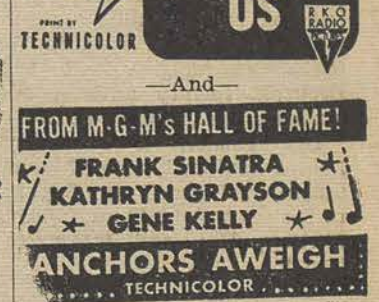 US
PRINT BY
TECHNICOLOR
RKO
RADIO
—And—
FROM M-G-M's HALL OF FAME!
FRANK SINATRA
KATHRYN GRAYSON
GENE KELLY
ANCHORS AWEIGH
TECHNICOLOR